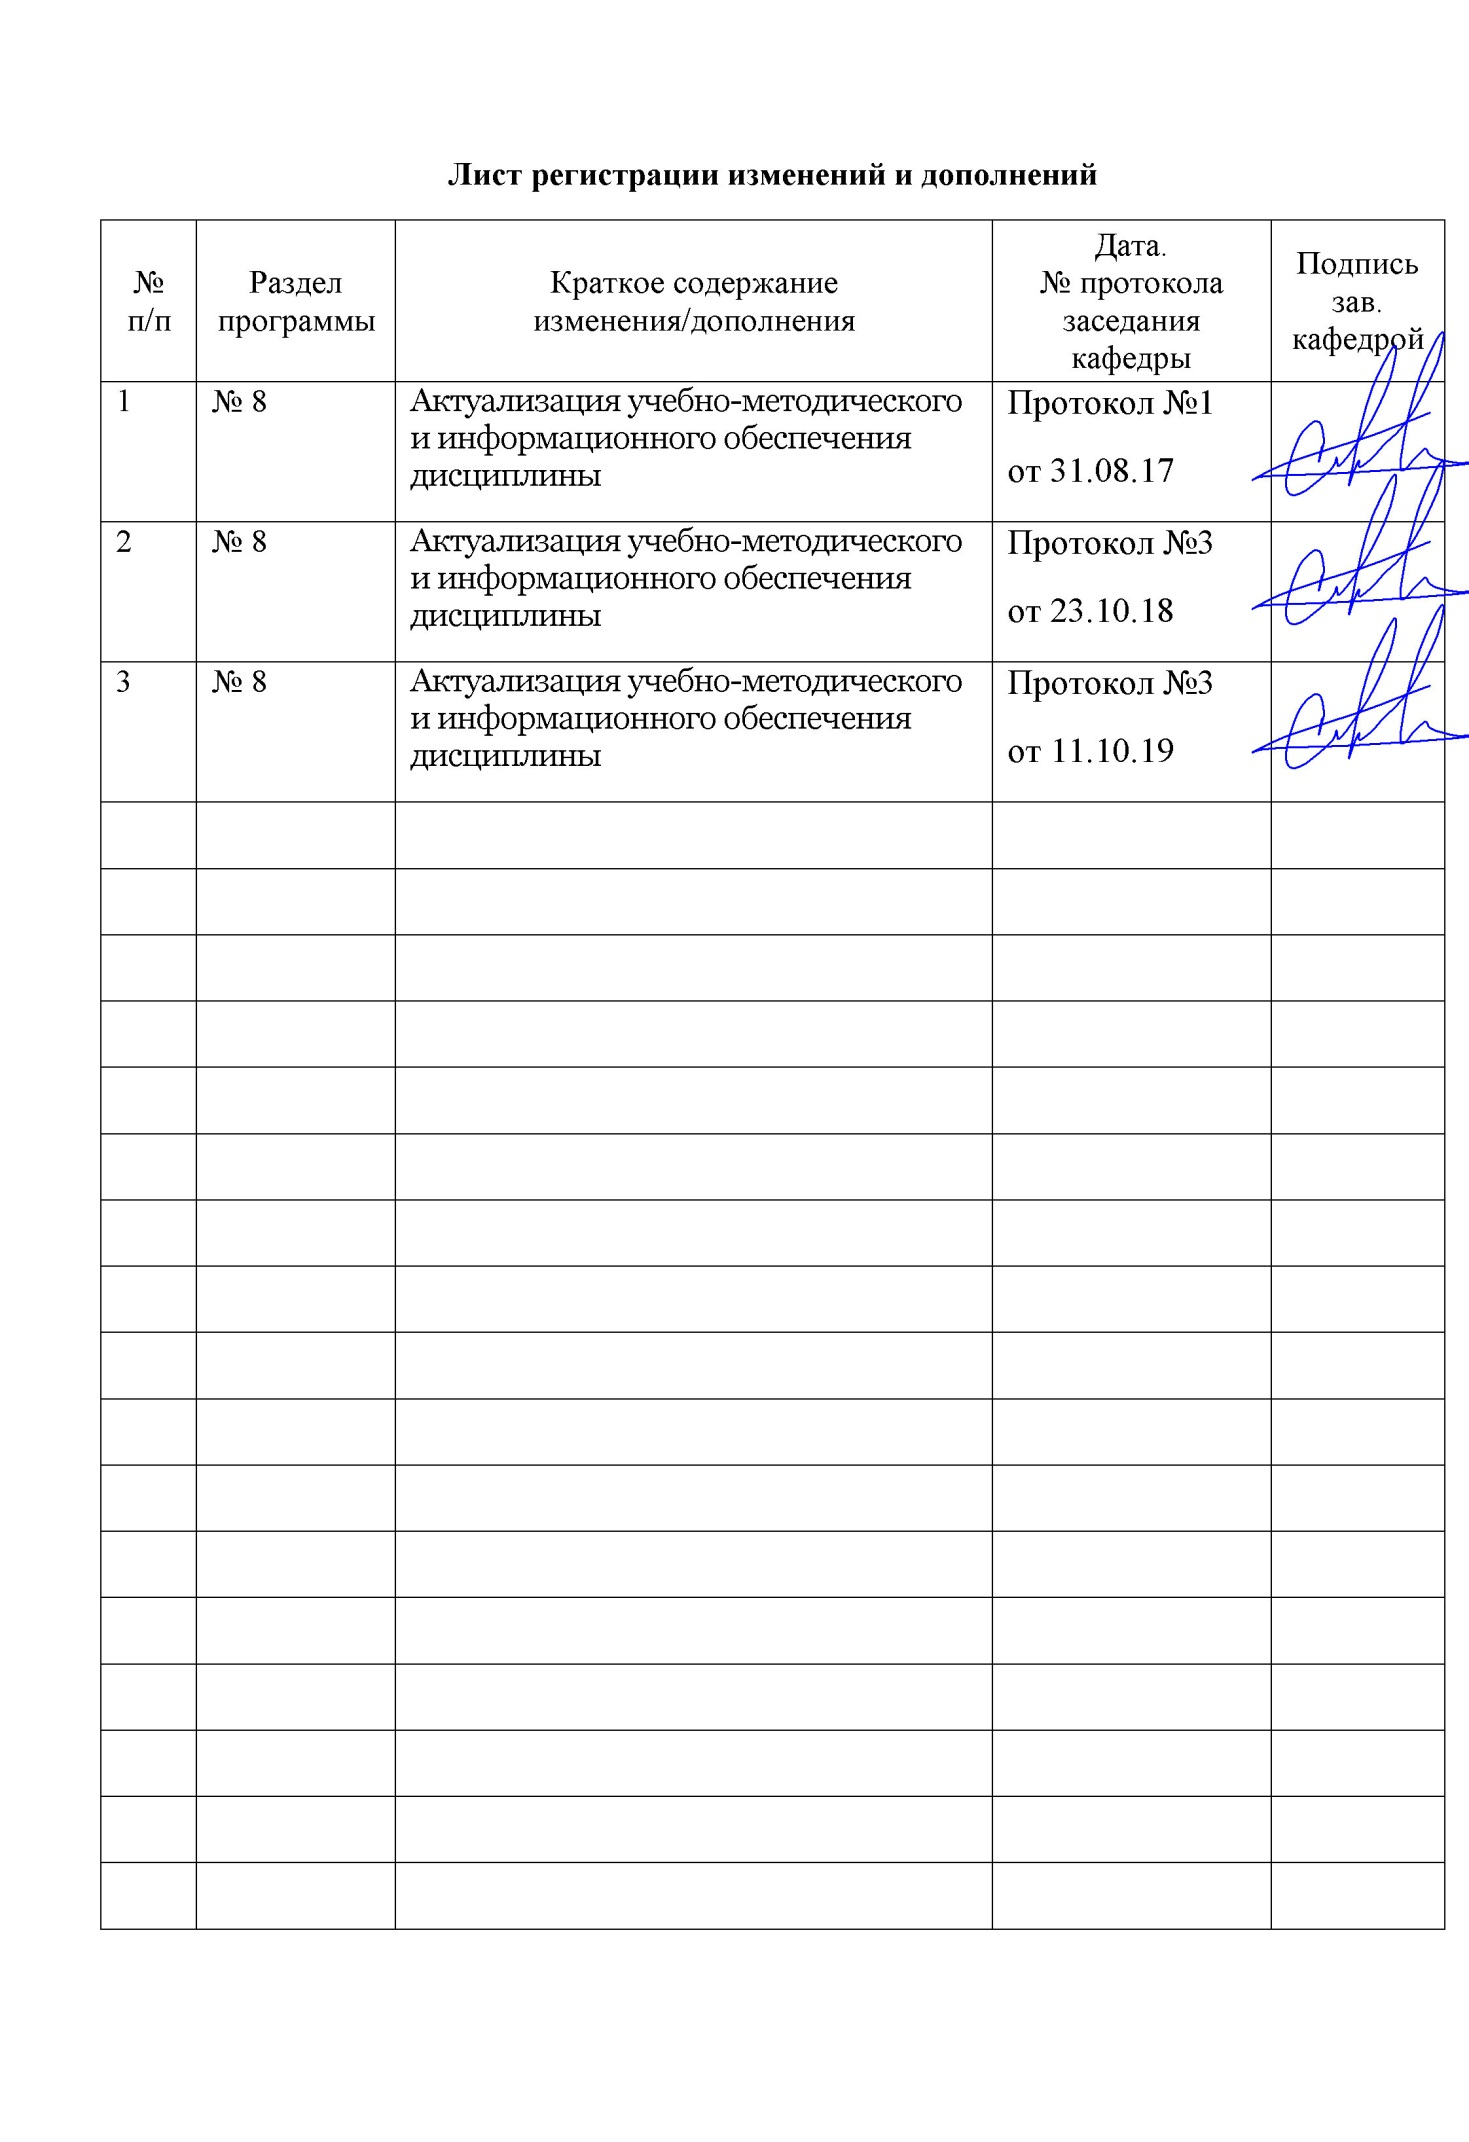 Лист регистрации изменений и дополнений
№
п/п
Раздел
программы
Краткое содержание
изменения/дополнения
Дата.
№ протокола
заседания
кафедры
Подпись
зав.
кафедрой
1
№ 8
Актуализация учебно-методического
и информационного обеспечения
дисциплины
Протокол №1
от 31.08.17
2
№ 8
Актуализация учебно-методического
и информационного обеспечения
дисциплины
Протокол №3
от 23.10.18
3
№ 8
Актуализация учебно-методического
и информационного обеспечения
дисциплины
Протокол №3
от 11.10.19